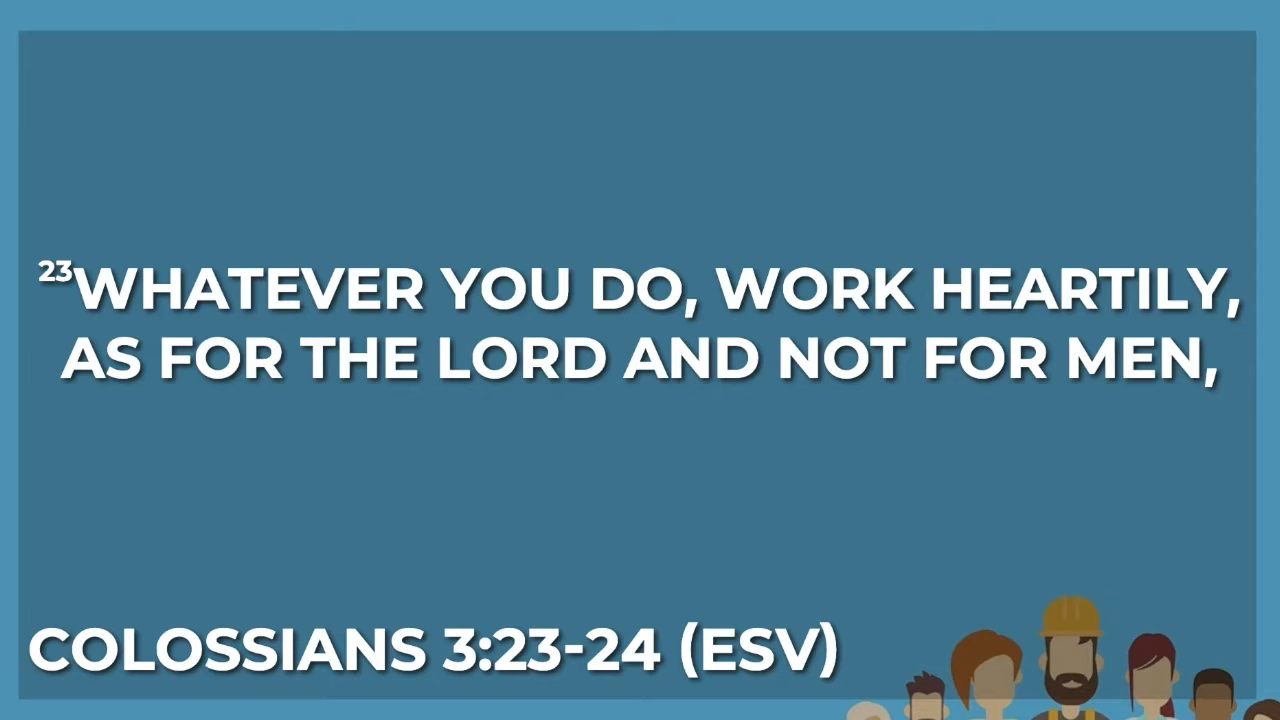 23WHATEVER YOU DO, WORK HEARTILY,
AS FOR THE LORD AND NOT FOR MEN,
COLOSSIANS 3:23-24 (ESV)